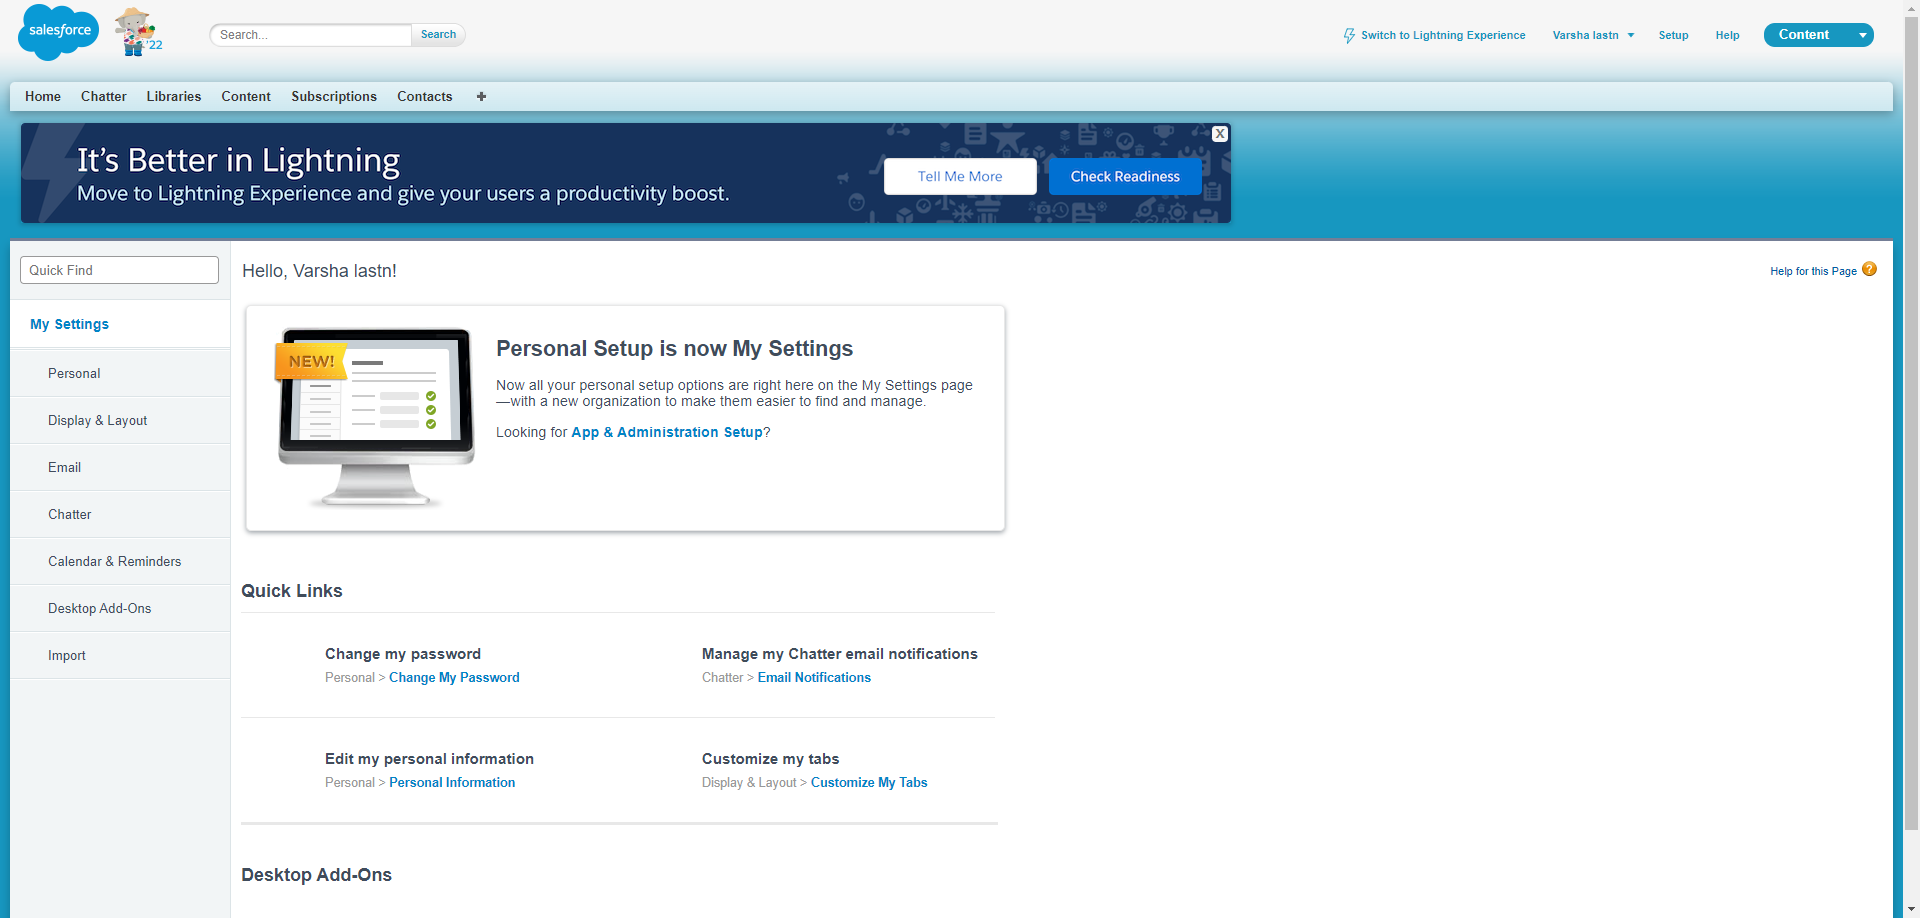 salesforce
'22
Search...
Search
Switch to Lightning Experience
Varsha lastn
Setup
Help
Content
Home
Chatter
Libraries
Content
Subscriptions
Contacts
+
It's Better in Lightning
Move to Lightning Experience and give your users a productivity boost.
Tell Me More
Check Readiness
X
Quick Find
My Settings
Personal
Display & Layout
Email
Chatter
Calendar & Reminders
Desktop Add-Ons
Import
Hello, Varsha lastn!
Help for this Page ?
NEW!
Personal Setup is now My Settings
Now all your personal setup options are right here on the My Settings page
—with a new organization to make them easier to find and manage.
Looking for App & Administration Setup?
Quick Links
Change my password
Personal > Change My Password
Manage my Chatter email notifications
Chatter > Email Notifications
Edit my personal information
Personal > Personal Information
Customize my tabs
Display & Layout > Customize My Tabs
Desktop Add-Ons